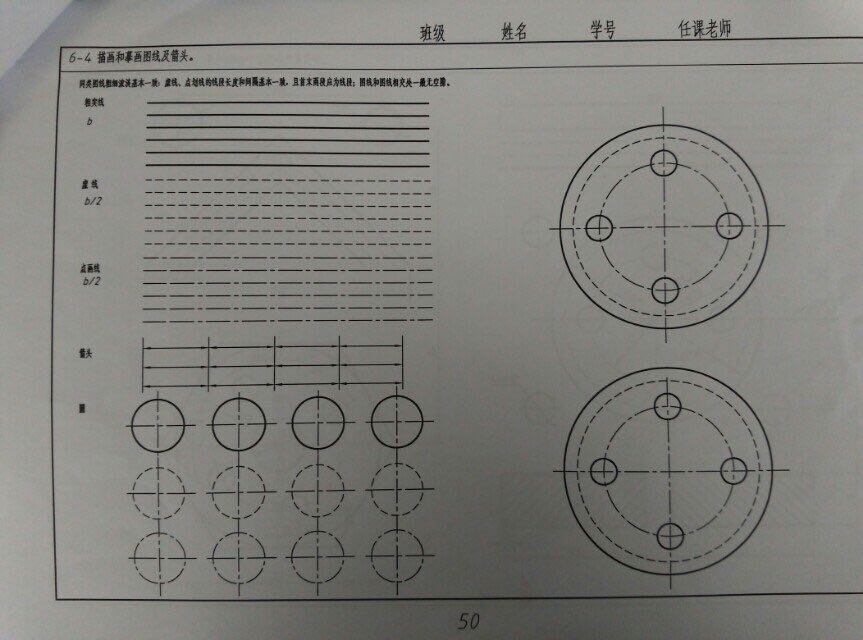 班级 姓名 学号 任课老师
6-4 描画和摹画图线及箭头。
同类图线粗细浓淡基本一致；虚线、点划线的线段长度和间隔基本一致，且首末两段应为线段；图线和图线相交处一般无空隙。
粗实线
b
虚线
b/2
点画线
b/2
箭头
圆
50